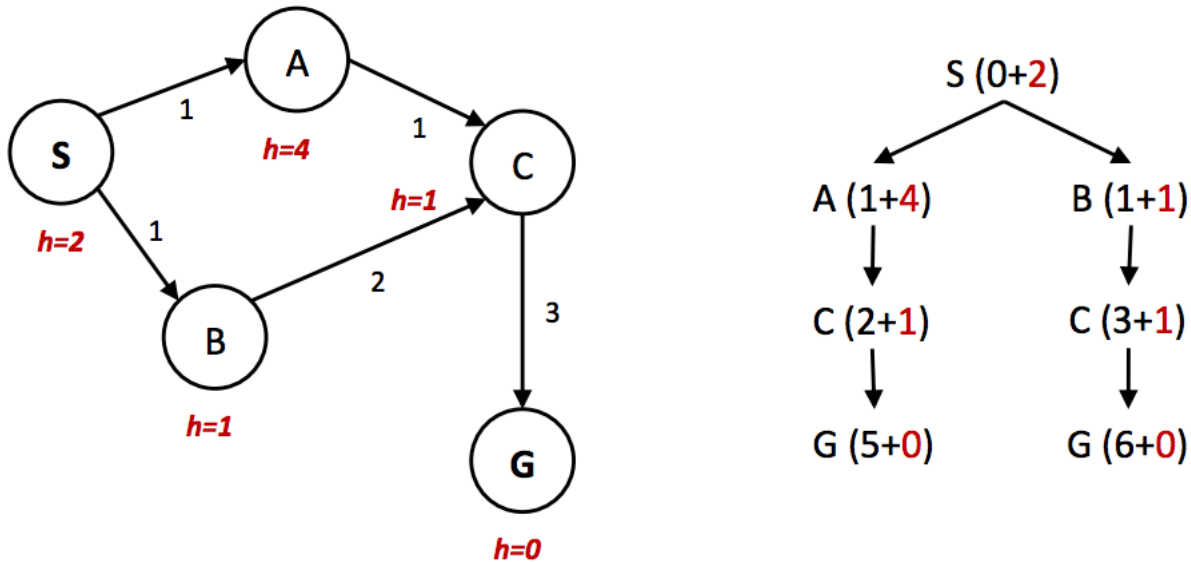 A
1
h=4
S
h=2
1
C
h=1
1
2
B
h=1
3
G
h=0
S (0+2)
A (1+4)
B (1+1)
C (2+1)
C (3+1)
G (5+0)
G (6+0)